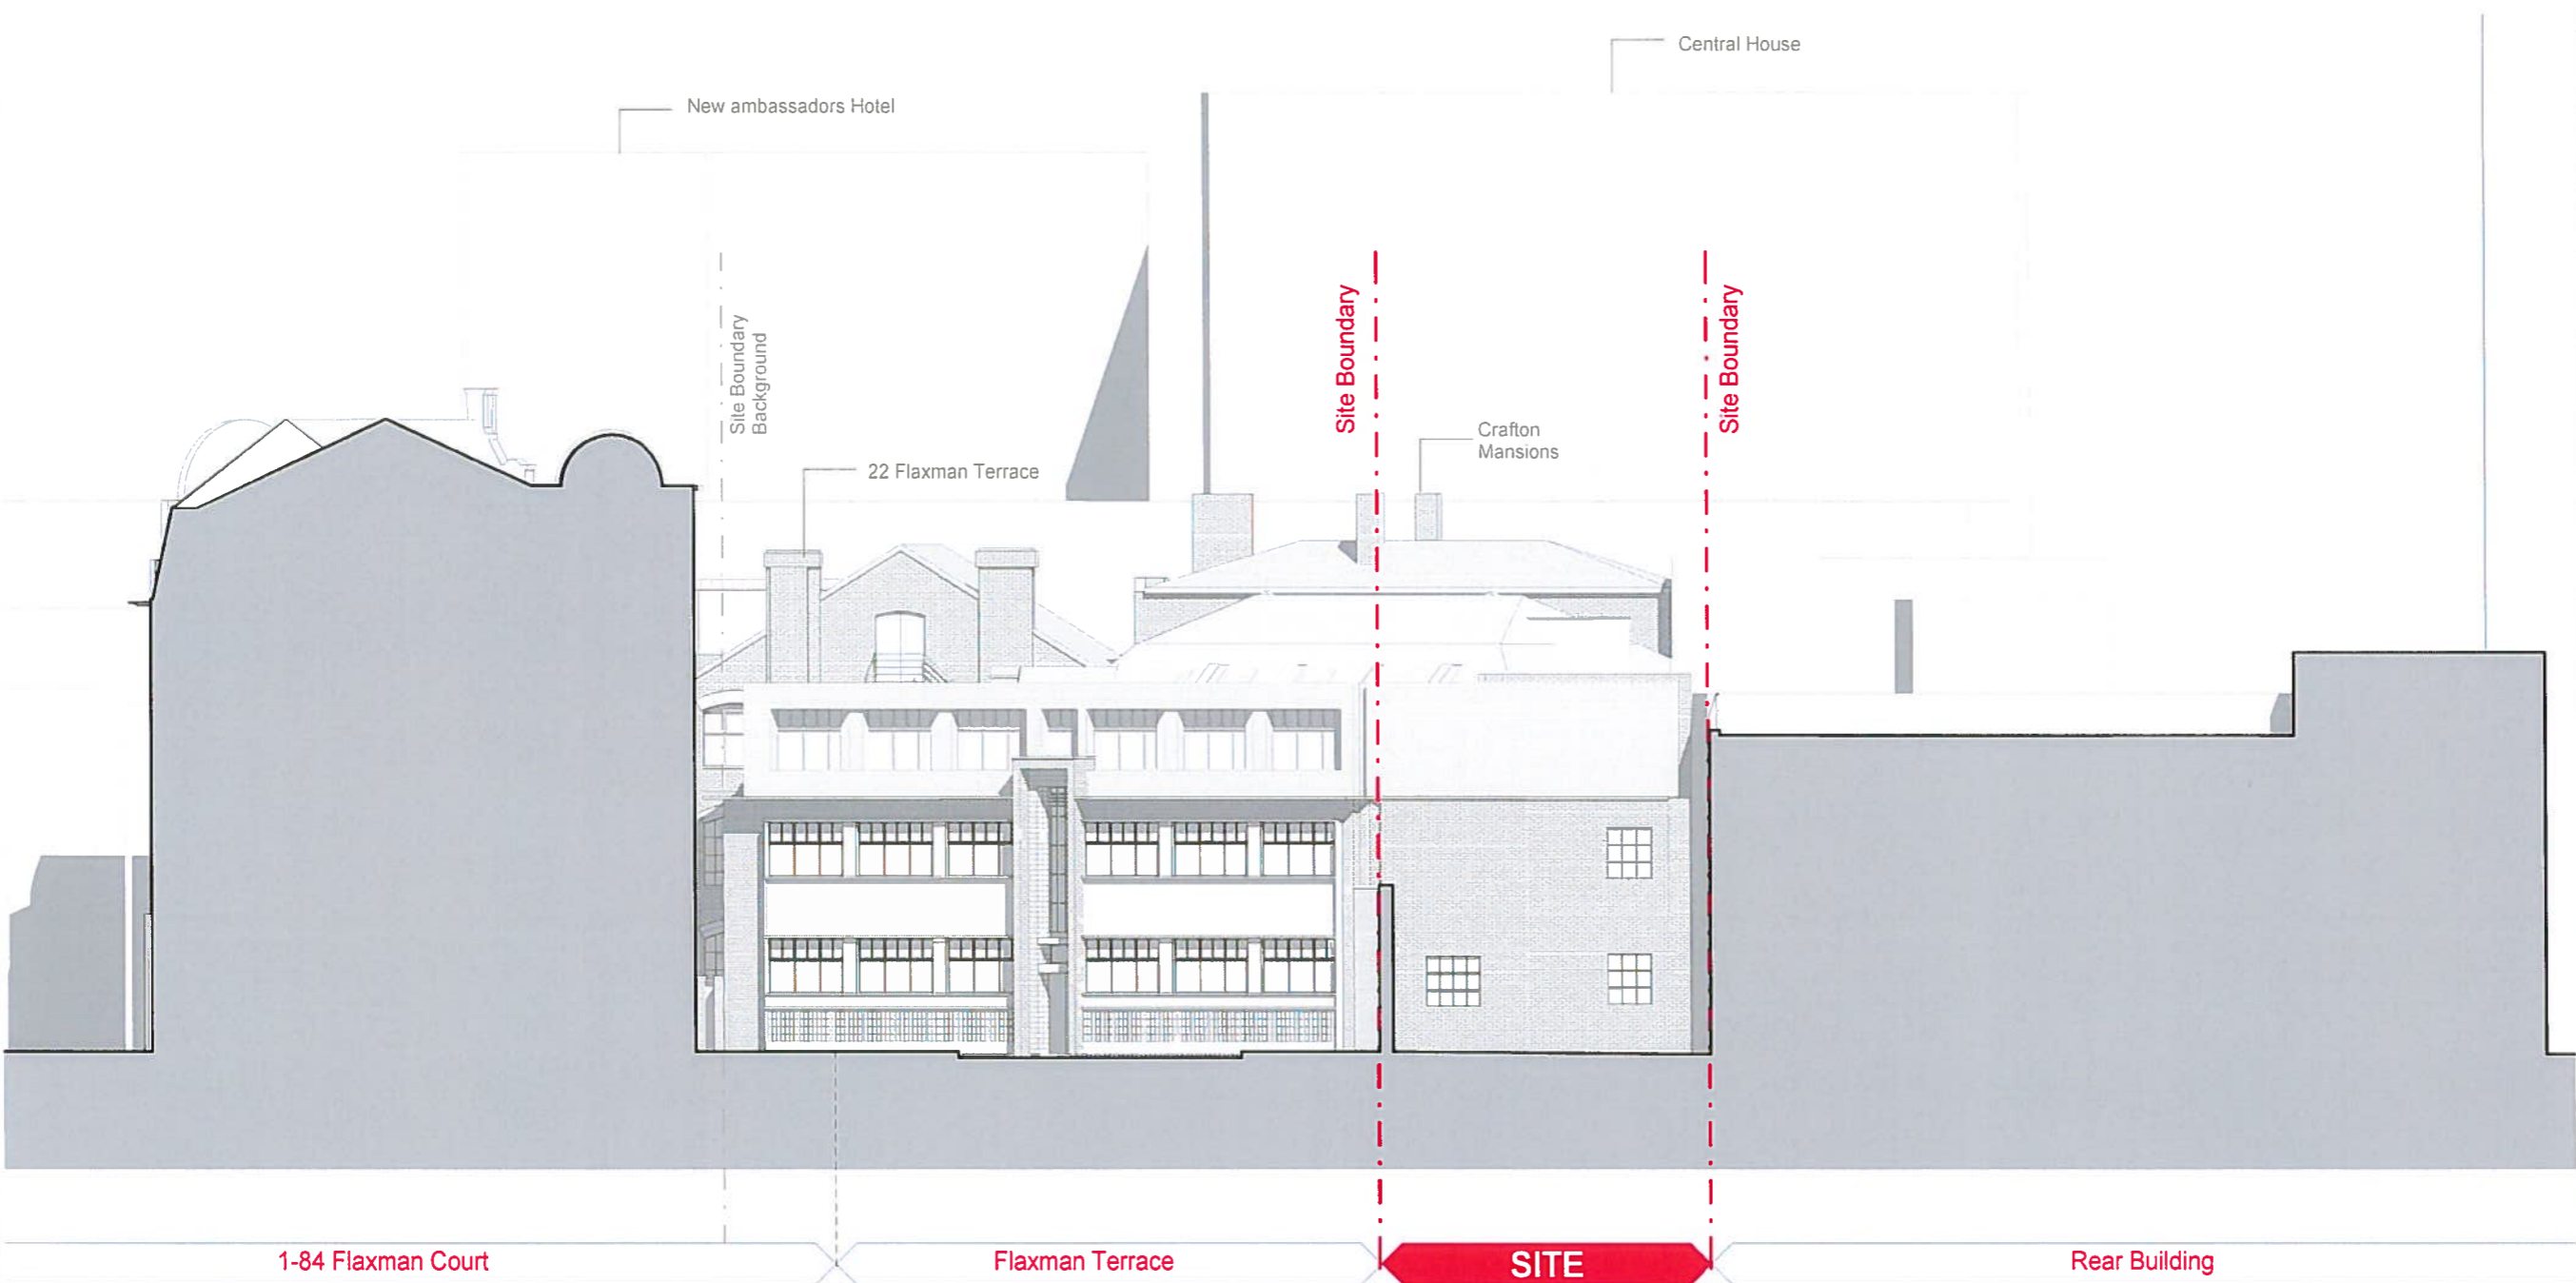 Central House
New ambassadors Hotel
Site Boundary
Background
Site Boundary
Site Boundary
Crafton
Mansions
22 Flaxman Terrace
1-84 Flaxman Court
Flaxman Terrace
SITE
Rear Building